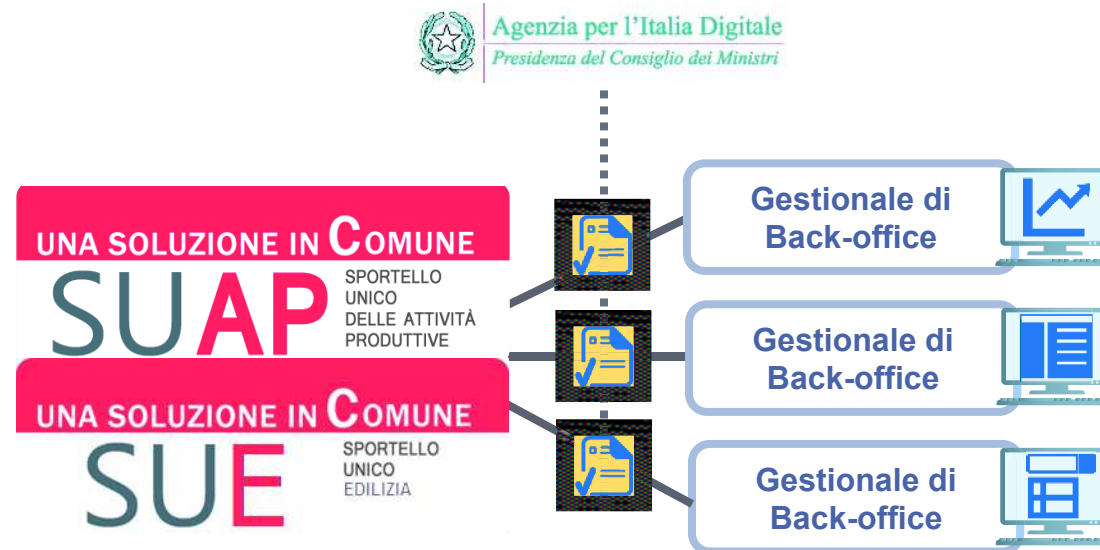 Agenzia per l'Italia Digitale
Presidenza del Consiglio dei Ministri
UNA SOLUZIONE IN COMUNE
SUAP
SPORTELLO
UNICO
DELLE ATTIVITÀ
PRODUTTIVE
UNA SOLUZIONE IN COMUNE
SUE
SPORTELLO
UNICO
EDILIZIA
Gestionale di
Back-office
Gestionale di
Back-office
Gestionale di
Back-office